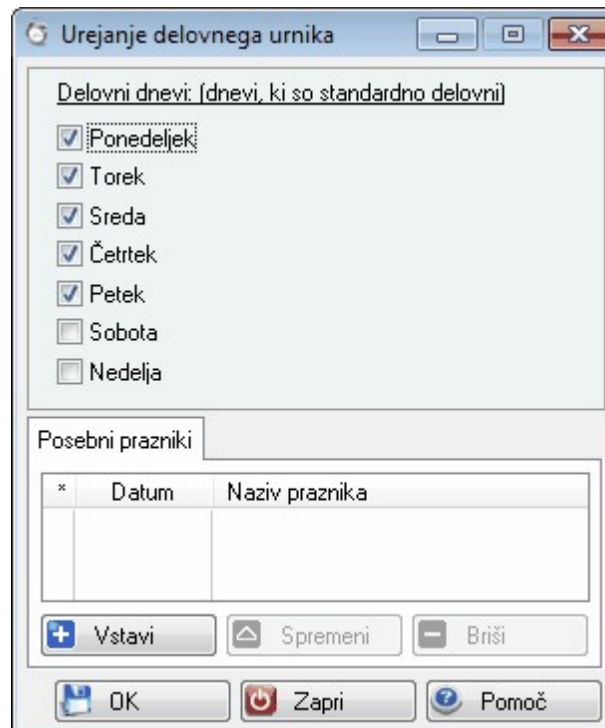 Urejanje delovnega urnika
Delovni dnevi: (dnevi, ki so standardno delovni)
Ponedeljek
Torek
Sreda
Četrtek
Petek
Sobota
Nedelja
Posebni prazniki
* Datum Naziv praznika
Vstavi Spremeni Briši
OK Zapri Pomoč